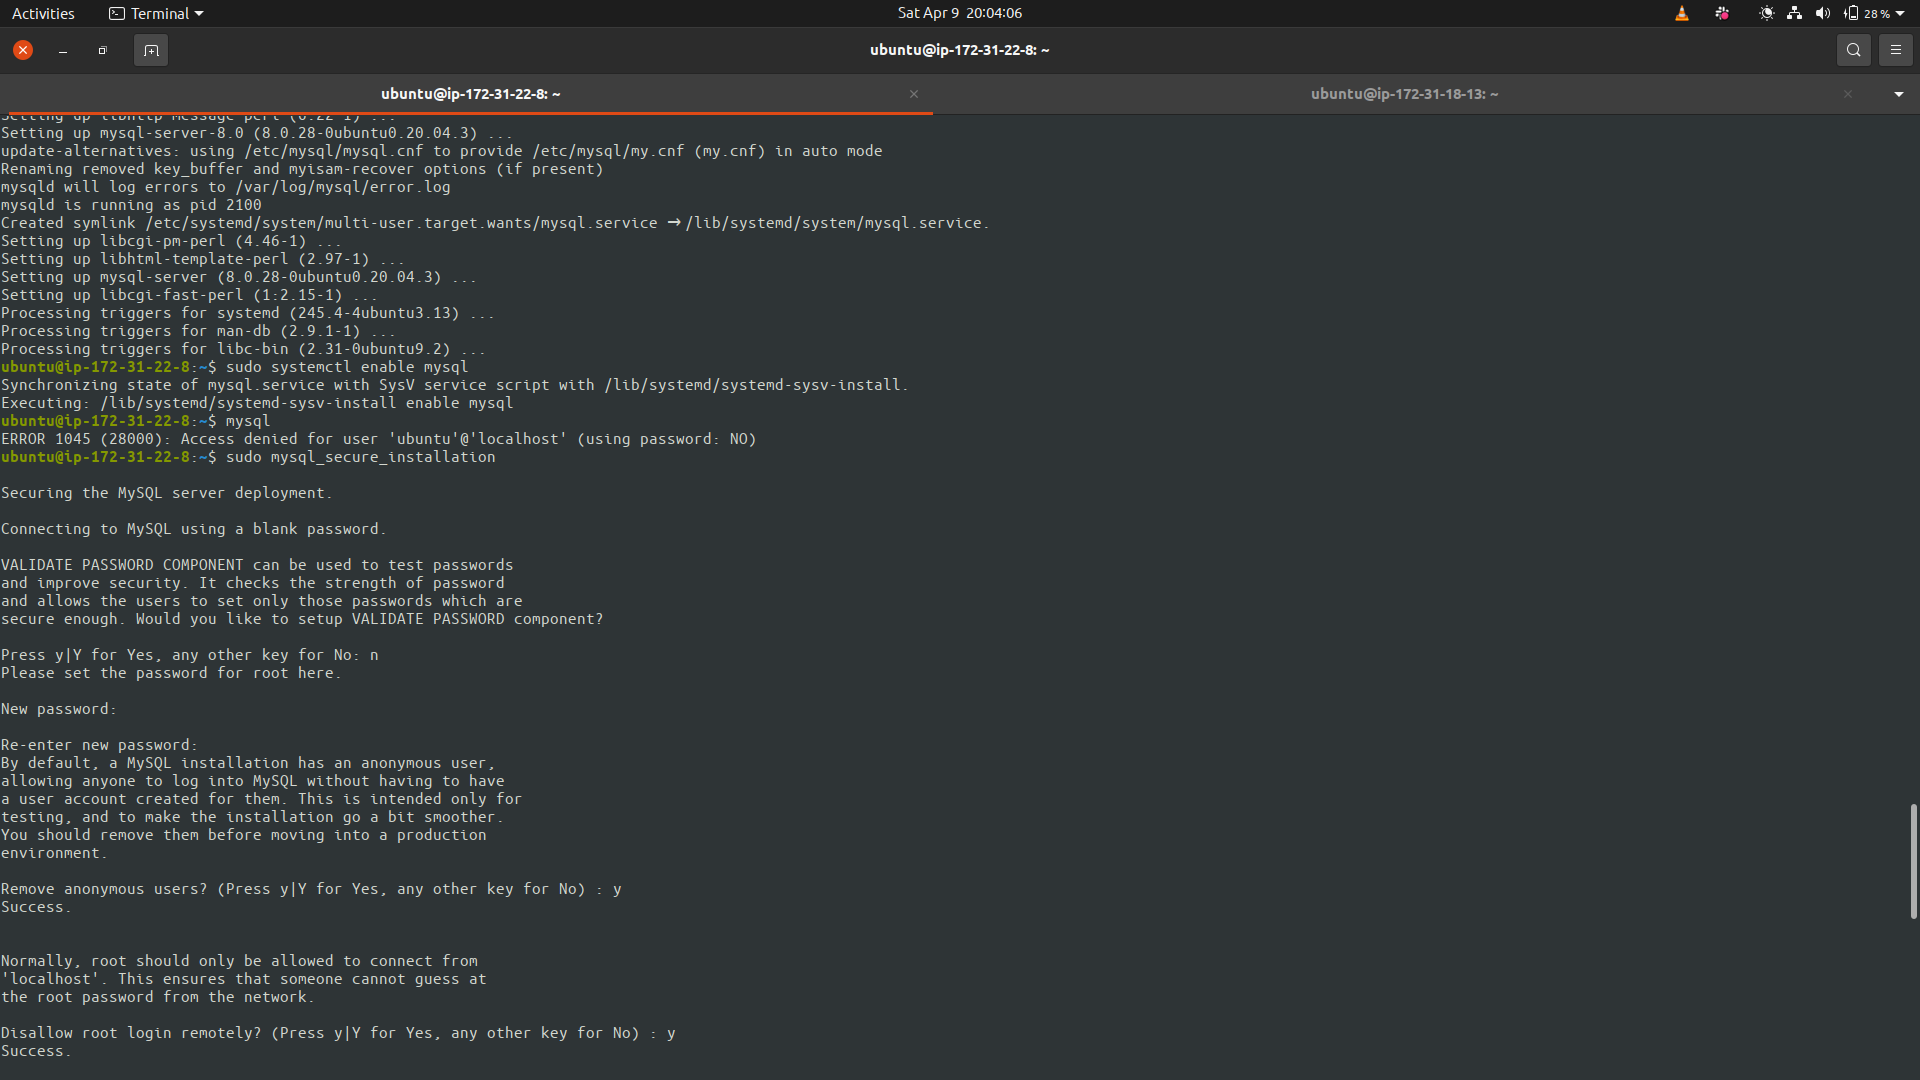 Activities
Terminal
Sat Apr 9 20:04:06
28 %
ubuntu@ip-172-31-22-8: ~
ubuntu@ip-172-31-22-8: ~
ubuntu@ip-172-31-18-13: ~
Setting up libhttp-message-perl (6.22-1) ...
Setting up mysql-server-8.0 (8.0.28-0ubuntu0.20.04.3) ...
update-alternatives: using /etc/mysql/mysql.cnf to provide /etc/mysql/my.cnf (my.cnf) in auto mode
Renaming removed key_buffer and myisam-recover options (if present)
mysqld will log errors to /var/log/mysql/error.log
mysqld is running as pid 2100
Created symlink /etc/systemd/system/multi-user.target.wants/mysql.service → /lib/systemd/system/mysql.service.
Setting up libcgi-pm-perl (4.46-1) ...
Setting up libhtml-template-perl (2.97-1) ...
Setting up mysql-server (8.0.28-0ubuntu0.20.04.3) ...
Setting up libcgi-fast-perl (1:2.15-1) ...
Processing triggers for systemd (245.4-4ubuntu3.13) ...
Processing triggers for man-db (2.9.1-1) ...
Processing triggers for libc-bin (2.31-0ubuntu9.2) ...
ubuntu@ip-172-31-22-8:~$ sudo systemctl enable mysql
Synchronizing state of mysql.service with SysV service script with /lib/systemd/systemd-sysv-install.
Executing: /lib/systemd/systemd-sysv-install enable mysql
ubuntu@ip-172-31-22-8:~$ mysql
ERROR 1045 (28000): Access denied for user 'ubuntu'@'localhost' (using password: NO)
ubuntu@ip-172-31-22-8:~$ sudo mysql_secure_installation
Securing the MySQL server deployment.
Connecting to MySQL using a blank password.
VALIDATE PASSWORD COMPONENT can be used to test passwords
and improve security. It checks the strength of password
and allows the users to set only those passwords which are
secure enough. Would you like to setup VALIDATE PASSWORD component?
Press y|Y for Yes, any other key for No: n
Please set the password for root here.
New password:
Re-enter new password:
By default, a MySQL installation has an anonymous user,
allowing anyone to log into MySQL without having to have
a user account created for them. This is intended only for
testing, and to make the installation go a bit smoother.
You should remove them before moving into a production
environment.
Remove anonymous users? (Press y|Y for Yes, any other key for No) : y
Success.
Normally, root should only be allowed to connect from
'localhost'. This ensures that someone cannot guess at
the root password from the network.
Disallow root login remotely? (Press y|Y for Yes, any other key for No) : y
Success.